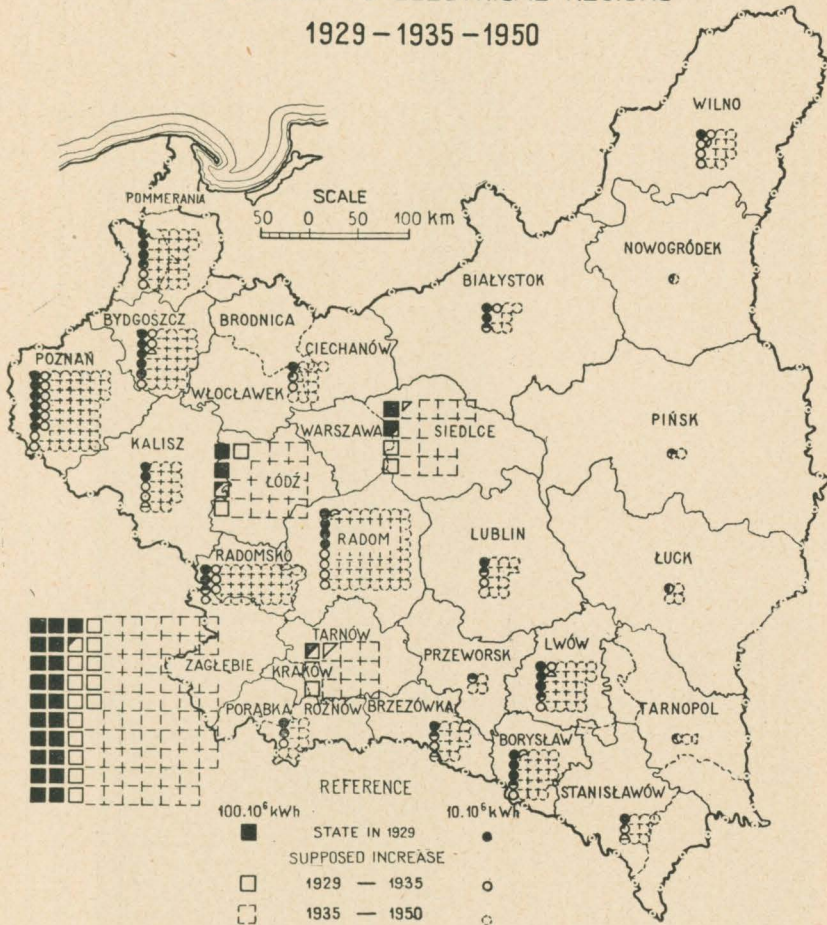 1929 – 1935 – 1950
WILNO
POMMERANIA
SCALE
50 0 50 100 km
NOWOGRÓDEK
BIAŁYSTOK
BYDGOSZCZ
BRODNICA
CIECHANÓW
POZNAŃ
WŁOCŁAWEK
WARSZAWA
SIEDLCE
PIŃSK
KALISZ
ŁÓDŹ
RADOM
LUBLIN
RADOMSKO
ŁUCK
TARNÓW
ZAGŁĘBIE
KRAKÓW
PRZEWORSK
LWÓW
PORĄBKA
ROŻNÓW
BRZEZÓWKA
TARNOPOL
BORYSŁAW
STANISŁAWÓW
REFERENCE
100.10⁶kWh 10.10⁶kWh
STATE IN 1929
SUPPOSED INCREASE
1929 — 1935
1935 — 1950